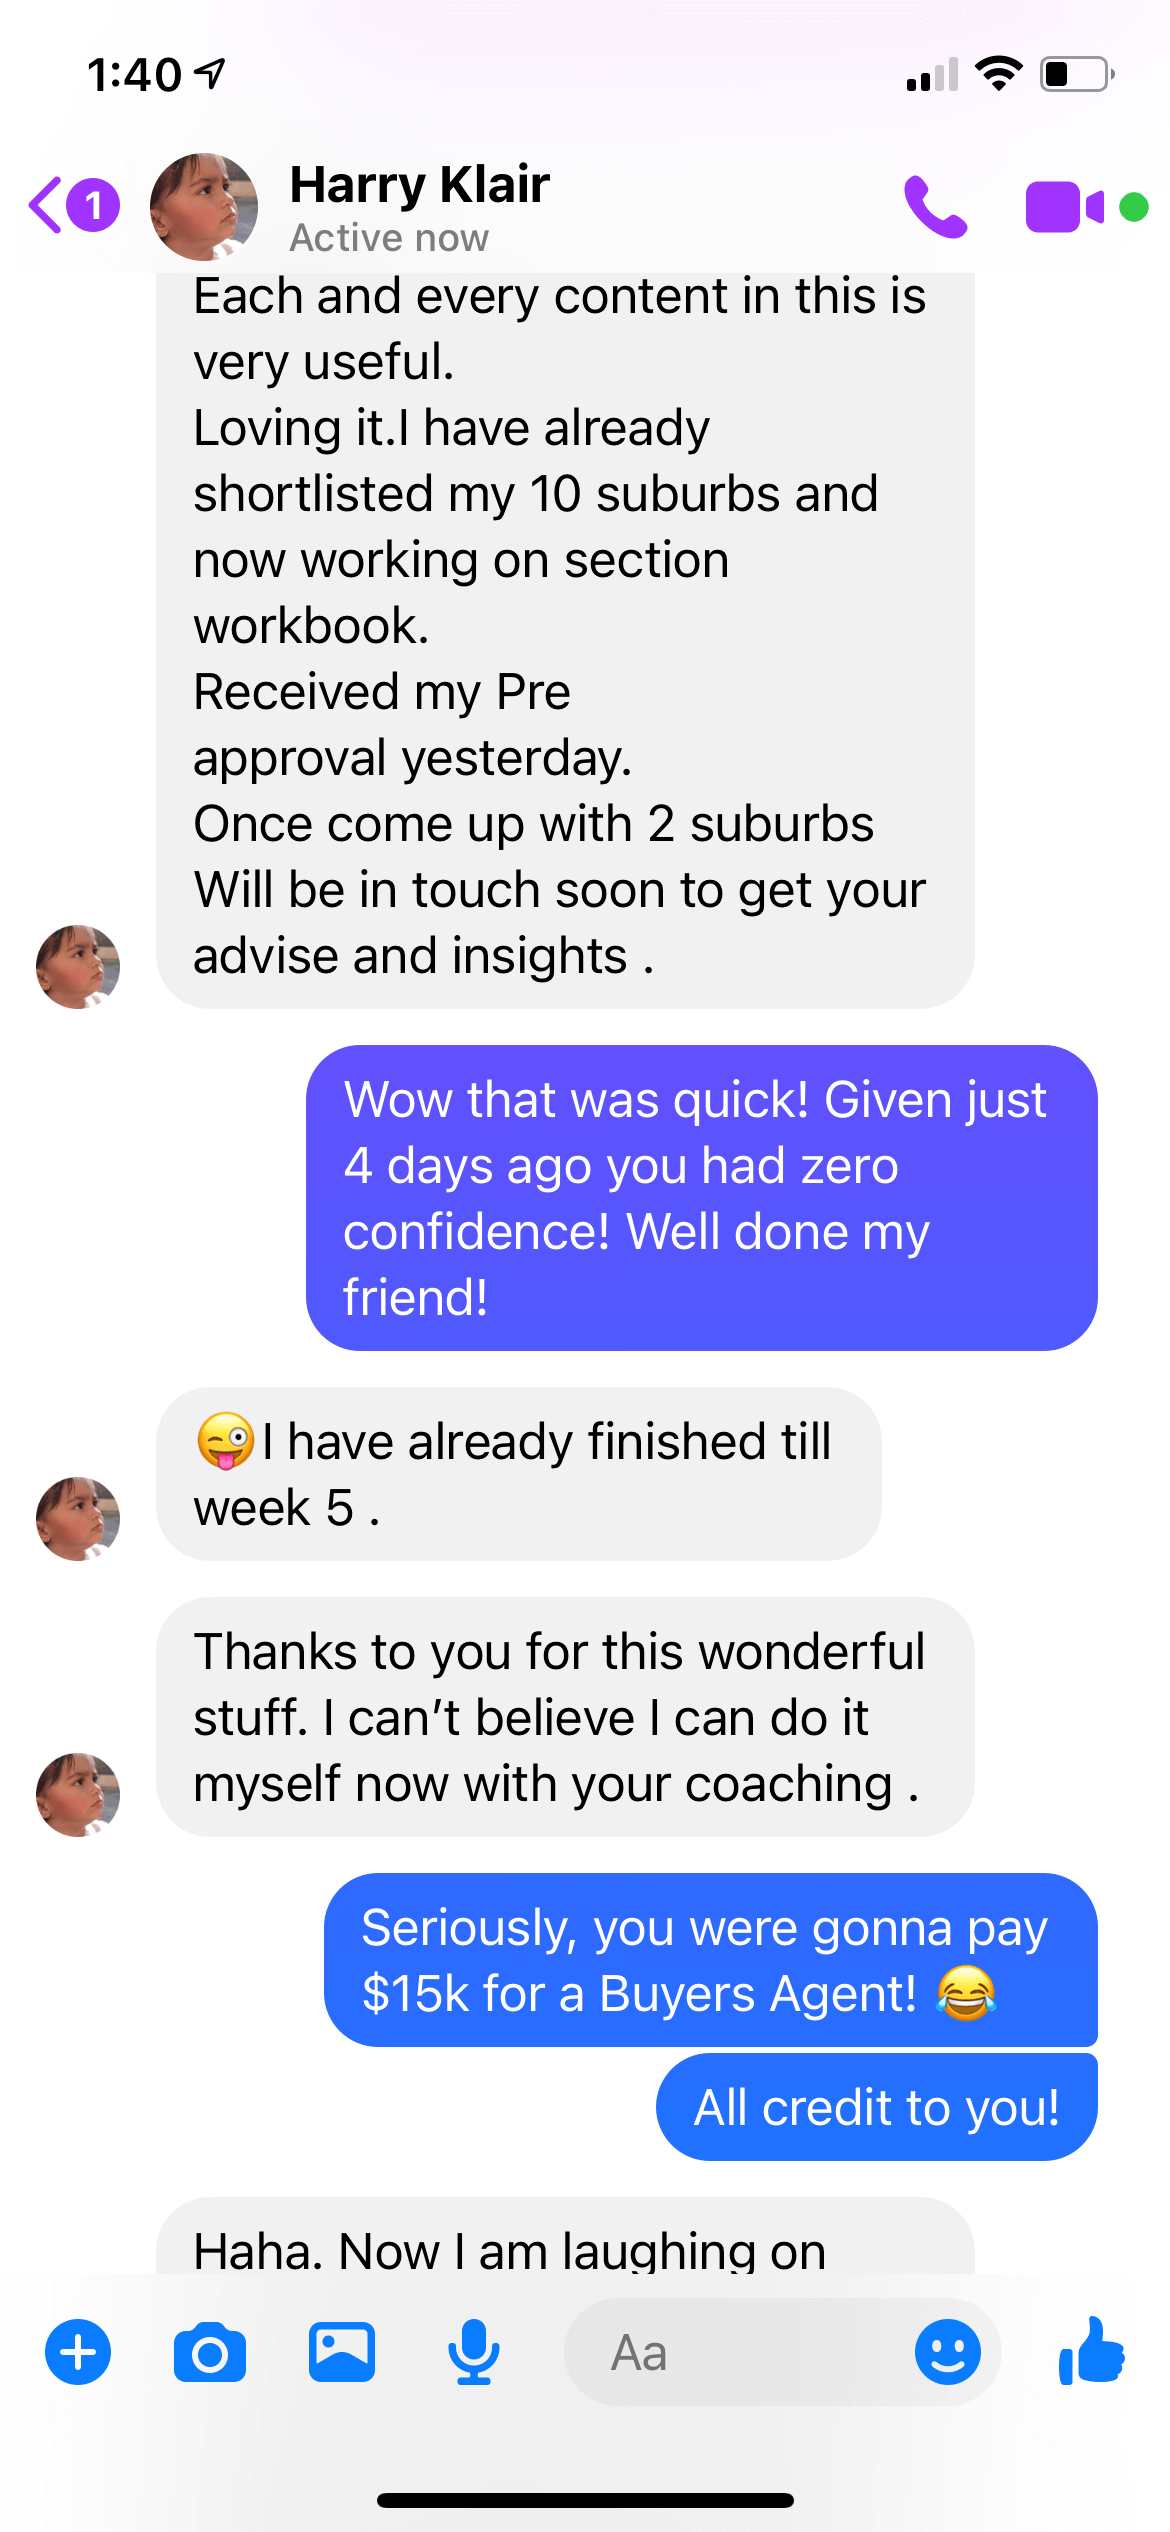 1:40
1
Harry Klair
Active now
Each and every content in this is
very useful.
Loving it.I have already
shortlisted my 10 suburbs and
now working on section
workbook.
Received my Pre
approval yesterday.
Once come up with 2 suburbs
Will be in touch soon to get your
advise and insights .
Wow that was quick! Given just
4 days ago you had zero
confidence! Well done my
friend!
😜I have already finished till
week 5 .
Thanks to you for this wonderful
stuff. I can’t believe I can do it
myself now with your coaching .
Seriously, you were gonna pay
$15k for a Buyers Agent! 😂
All credit to you!
Haha. Now I am laughing on
Aa